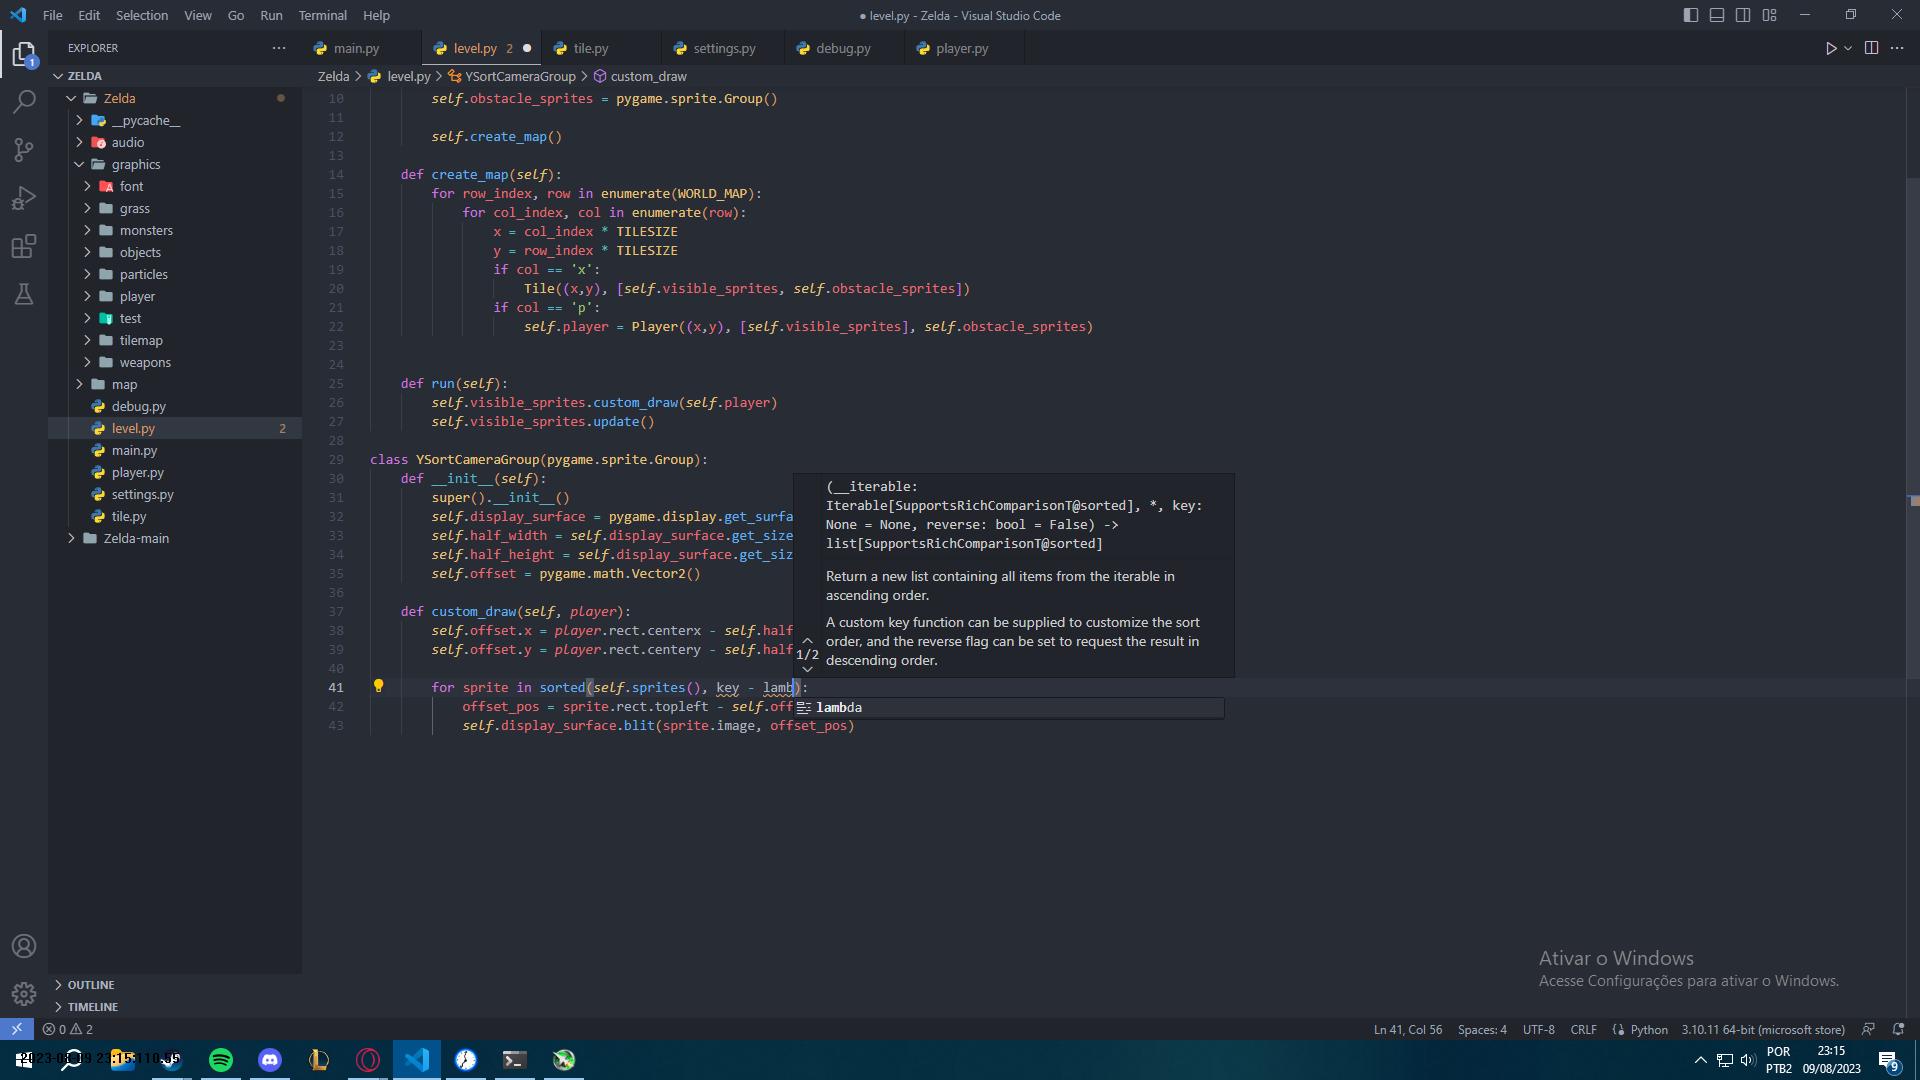 File Edit Selection View Go Run Terminal Help
● level.py - Zelda - Visual Studio Code
EXPLORER
main.py
level.py 2
tile.py
settings.py
debug.py
player.py
1
ZELDA
Zelda
__pycache__
audio
graphics
font
grass
monsters
objects
particles
player
test
tilemap
weapons
map
debug.py
level.py 2
main.py
player.py
settings.py
tile.py
Zelda-main
OUTLINE
TIMELINE
Zelda > level.py > YSortCameraGroup > custom_draw
10 self.obstacle_sprites = pygame.sprite.Group()
11
12 self.create_map()
13
14 def create_map(self):
15 for row_index, row in enumerate(WORLD_MAP):
16 for col_index, col in enumerate(row):
17 x = col_index * TILESIZE
18 y = row_index * TILESIZE
19 if col == 'x':
20 Tile((x,y), [self.visible_sprites, self.obstacle_sprites])
21 if col == 'p':
22 self.player = Player((x,y), [self.visible_sprites], self.obstacle_sprites)
23
24
25 def run(self):
26 self.visible_sprites.custom_draw(self.player)
27 self.visible_sprites.update()
28
29 class YSortCameraGroup(pygame.sprite.Group):
30 def __init__(self):
31 super().__init__()
32 self.display_surface = pygame.display.get_surfa
33 self.half_width = self.display_surface.get_size
34 self.half_height = self.display_surface.get_siz
35 self.offset = pygame.math.Vector2()
36
37 def custom_draw(self, player):
38 self.offset.x = player.rect.centerx - self.half
39 self.offset.y = player.rect.centery - self.half
40
41 for sprite in sorted(self.sprites(), key - lamb):
42 offset_pos = sprite.rect.topleft - self.off
43 self.display_surface.blit(sprite.image, offset_pos)
(__iterable:
Iterable[SupportsRichComparisonT@sorted], *, key:
None = None, reverse: bool = False) ->
list[SupportsRichComparisonT@sorted]
Return a new list containing all items from the iterable in
ascending order.
A custom key function can be supplied to customize the sort
order, and the reverse flag can be set to request the result in
descending order.
1/2
lambda
Ativar o Windows
Acesse Configurações para ativar o Windows.
0 2
Ln 41, Col 56 Spaces: 4 UTF-8 CRLF Python 3.10.11 64-bit (microsoft store)
POR
PTB2
23:15
09/08/2023
9